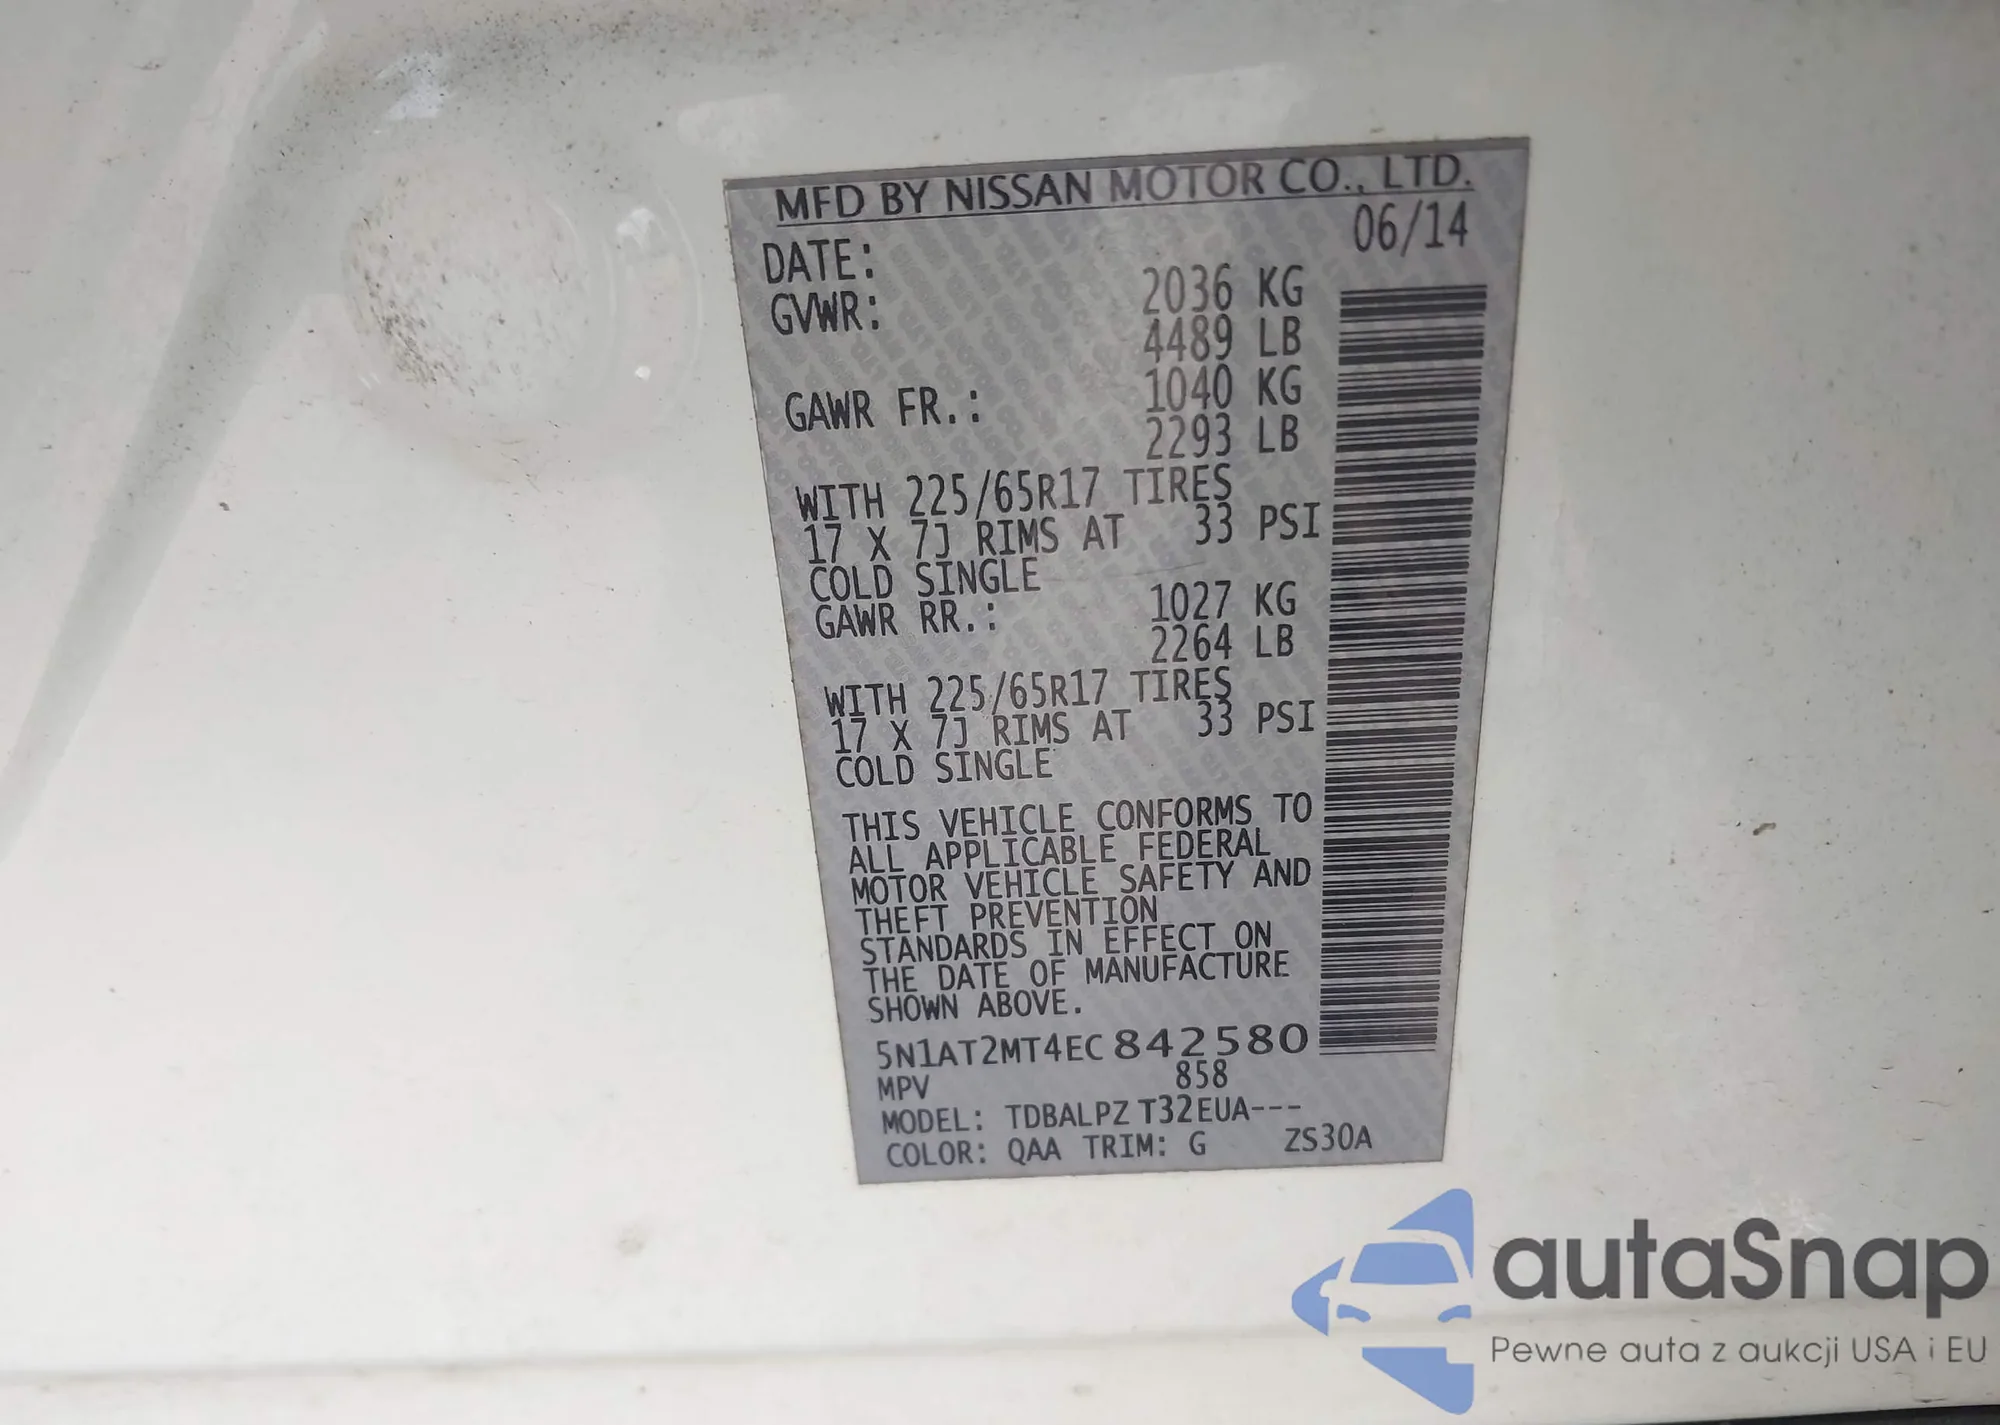 MFD BY NISSAN MOTOR CO., LTD.
DATE: 06/14
GVWR: 2036 KG
4489 LB
GAWR FR.: 1040 KG
2293 LB
WITH 225/65R17 TIRES
17 X 7J RIMS AT 33 PSI
COLD SINGLE
GAWR RR.: 1027 KG
2264 LB
WITH 225/65R17 TIRES
17 X 7J RIMS AT 33 PSI
COLD SINGLE
THIS VEHICLE CONFORMS TO
ALL APPLICABLE FEDERAL
MOTOR VEHICLE SAFETY AND
THEFT PREVENTION
STANDARDS IN EFFECT ON
THE DATE OF MANUFACTURE
SHOWN ABOVE.
5N1AT2MT4EC842580
MPV 858
MODEL: TDBALPZ T32EUA---
COLOR: QAA TRIM: G ZS30A
autaSnap
Pewne auta z aukcji USA i EU